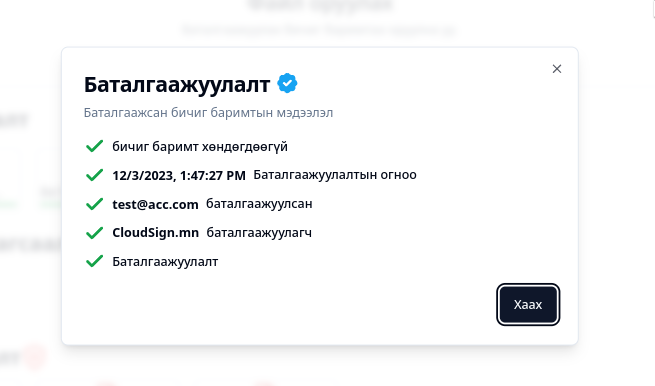 Баталгаажуулалт
Баталгаажсан бичиг баримтын мэдээлэл
бичиг баримт хөндөгдөөгүй
12/3/2023, 1:47:27 PM Баталгаажуулалтын огноо
test@acc.com баталгаажуулсан
CloudSign.mn баталгаажуулагч
Баталгаажуулалт
Хаах